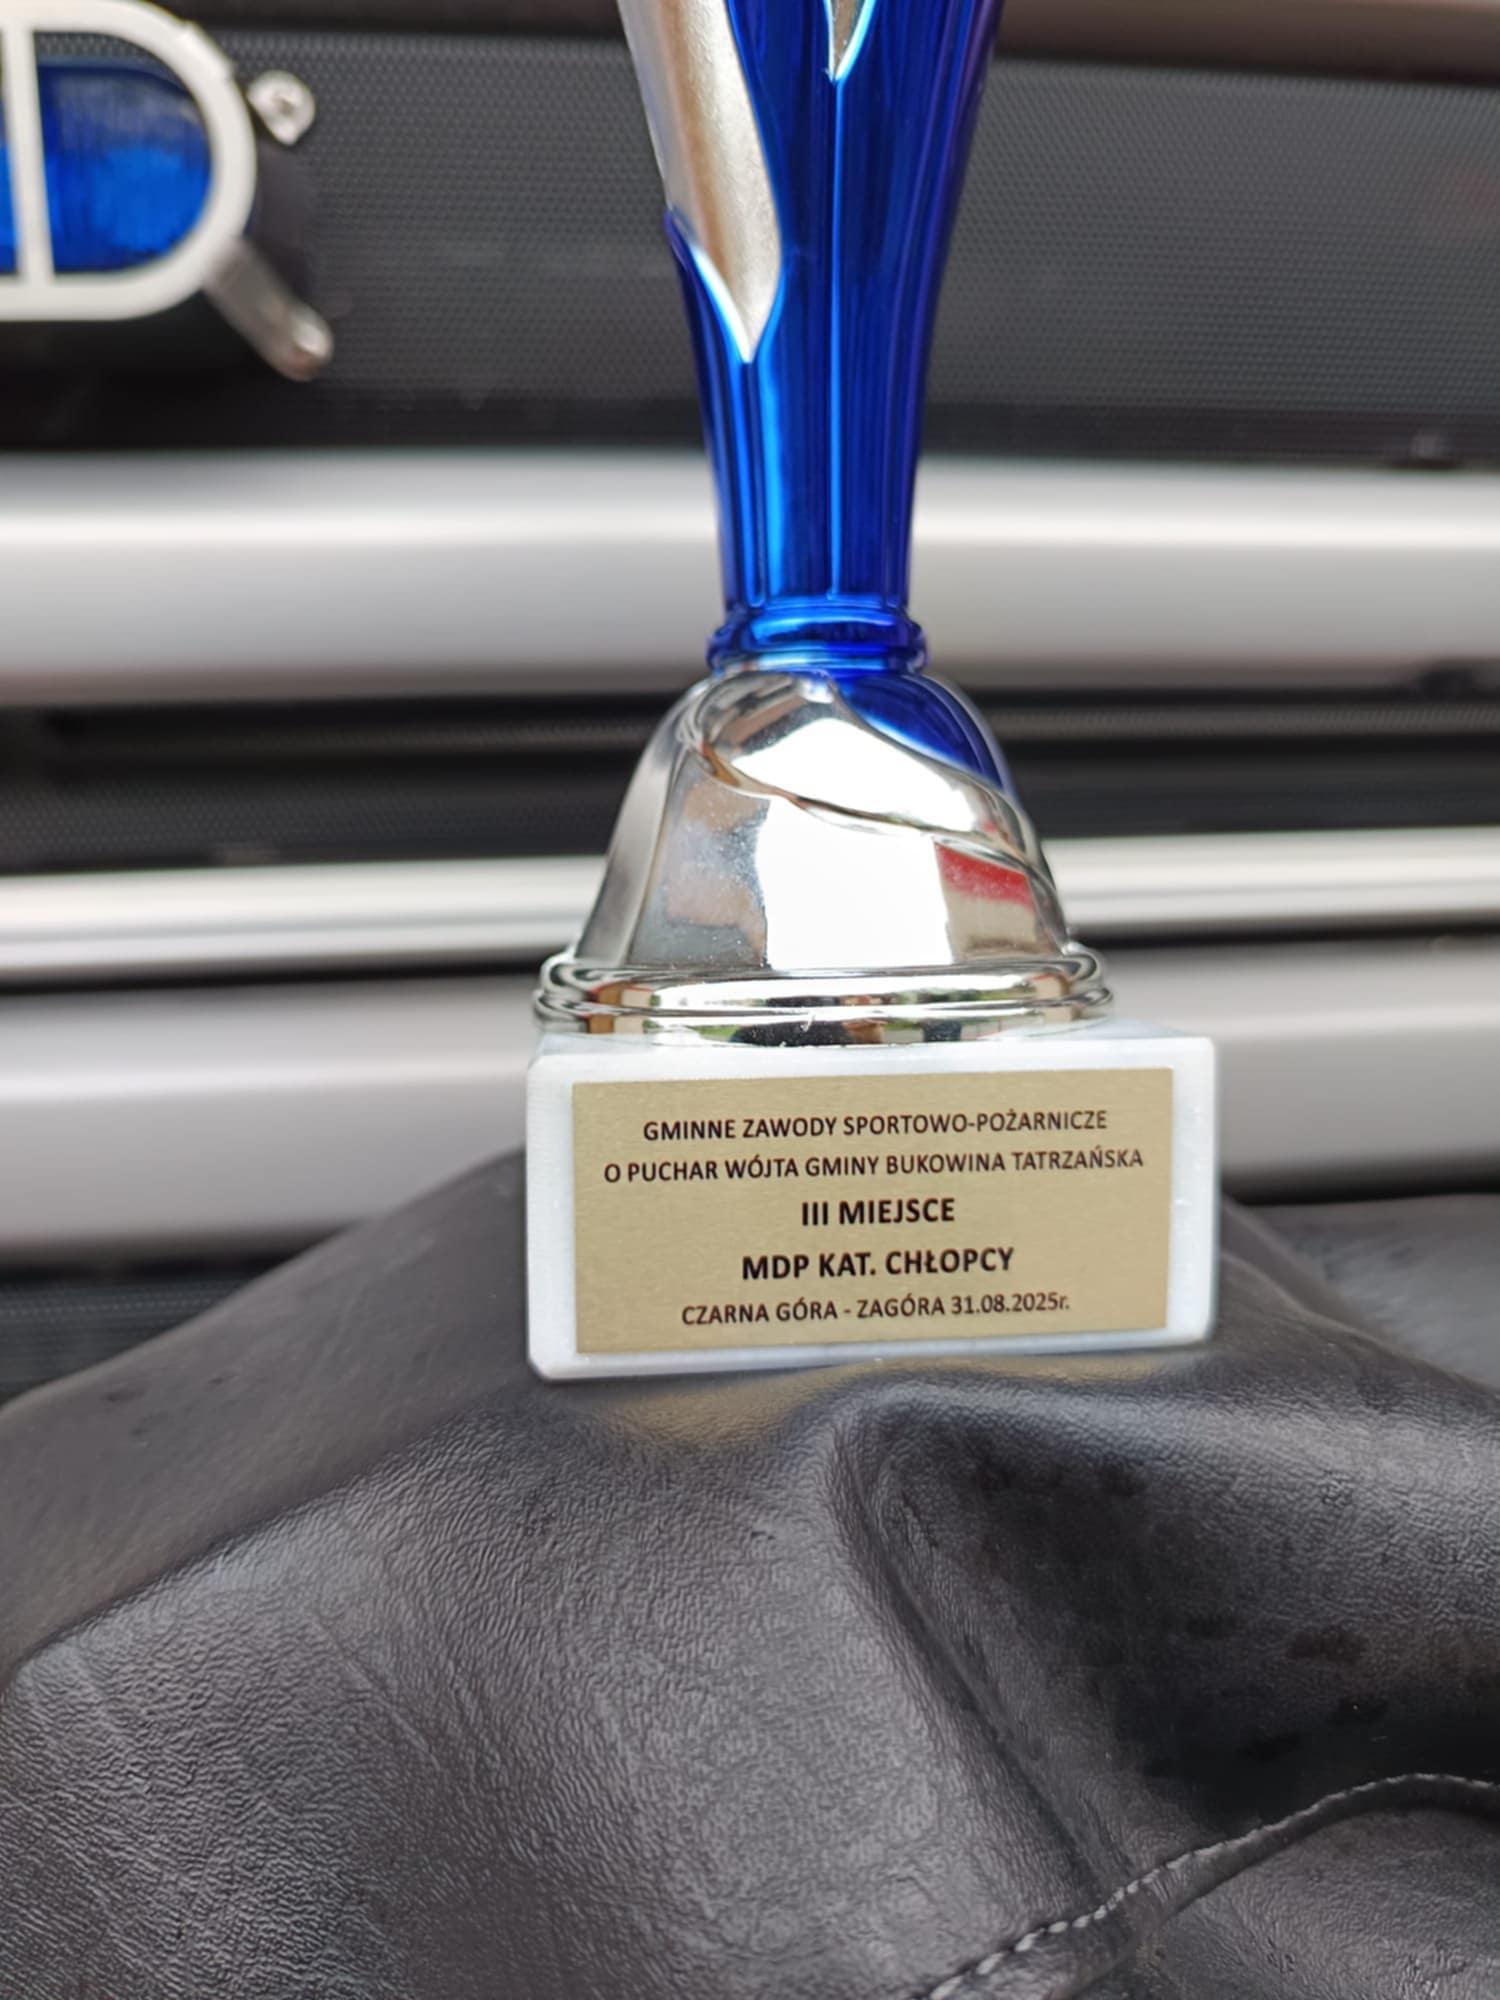 GMINNE ZAWODY SPORTOWO-POŻARNICZE
O PUCHAR WÓJTA GMINY BUKOWINA TATRZAŃSKA
III MIEJSCE
MDP KAT. CHŁOPCY
CZARNA GÓRA - ZAGÓRA 31.08.2025r.